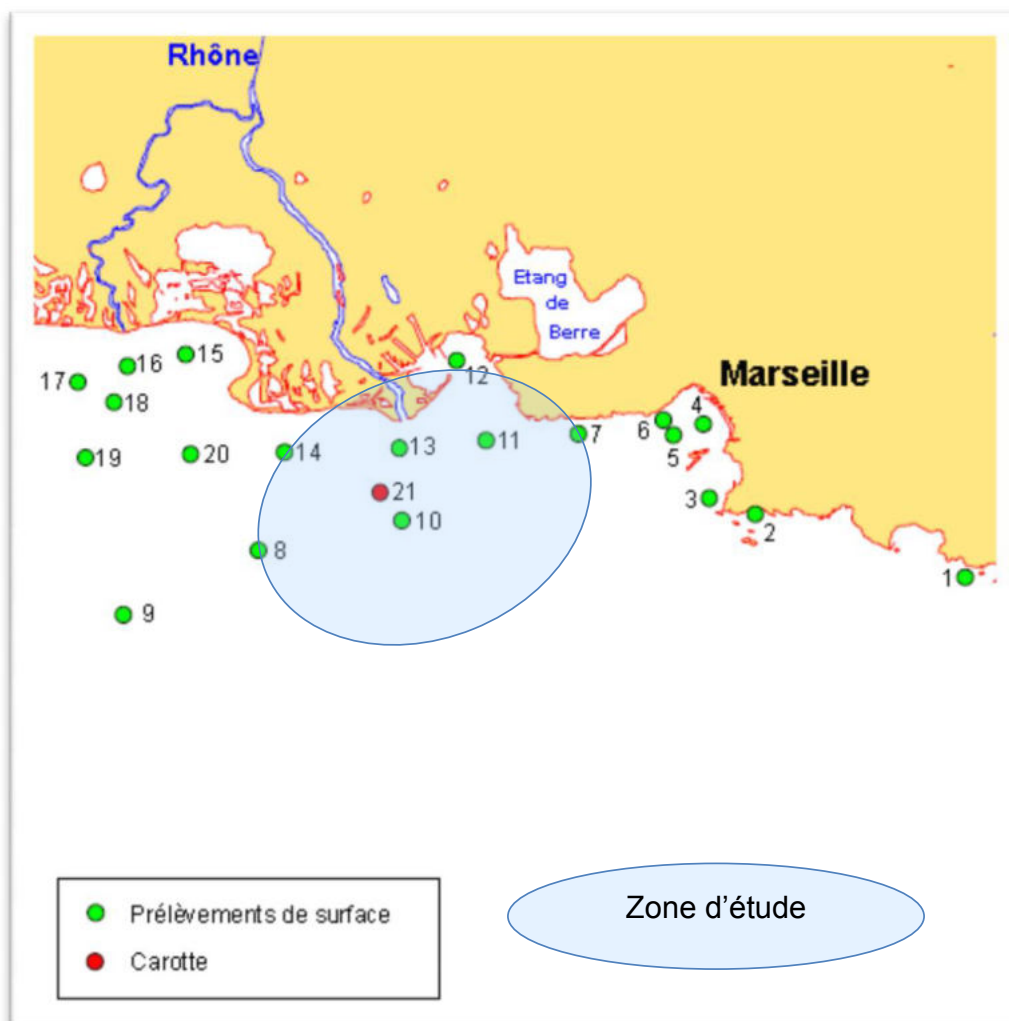 Rhône
Etang
de
Berre
Marseille
12
15
16
17
18
4
6
7
5
11
13
14
20
19
21
3
10
2
8
1
9
Prélèvements de surface
Carotte
Zone d'étude